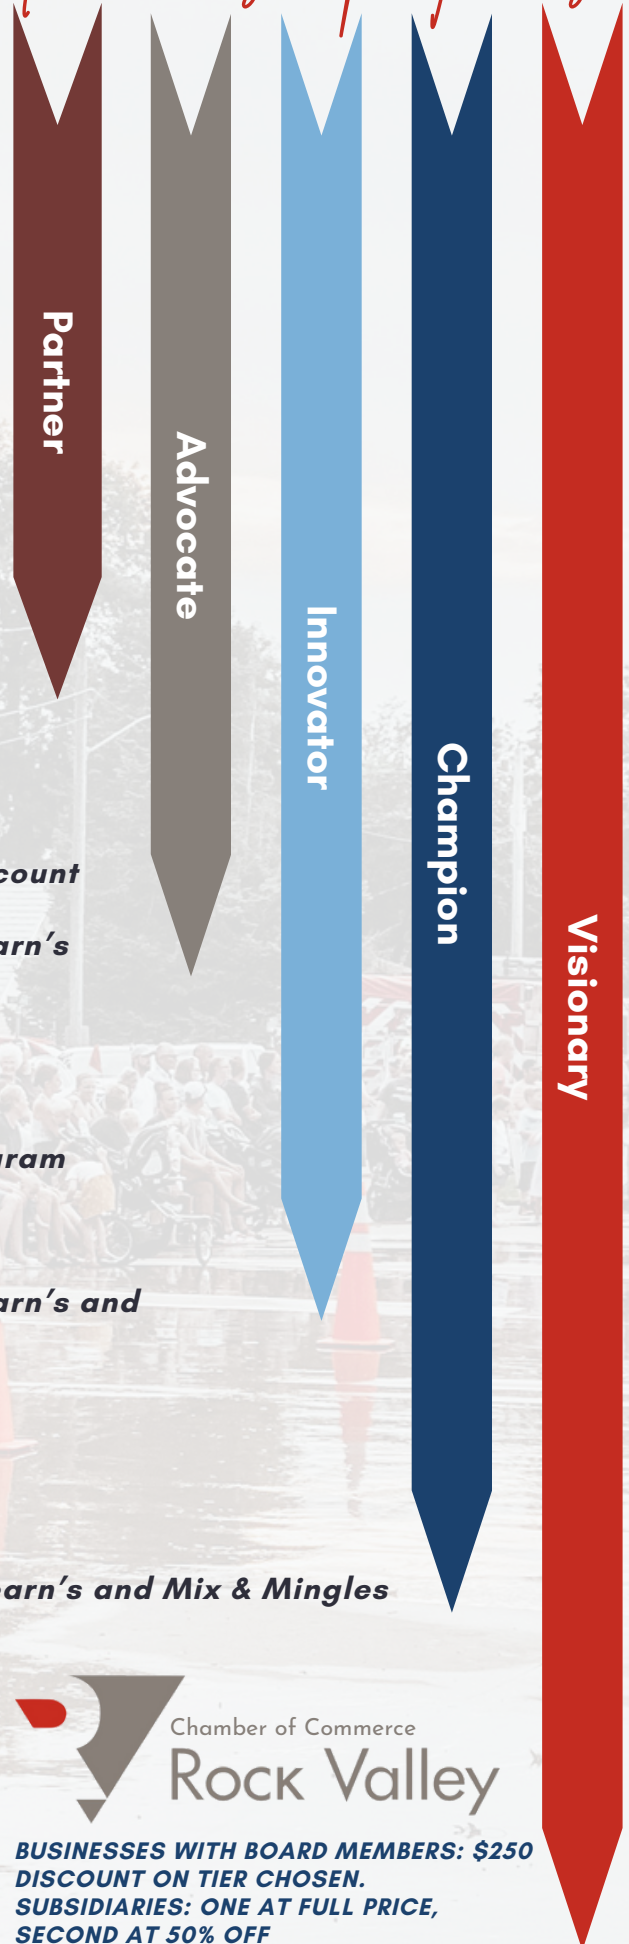 Partner
Advocate
Innovator
Champion
Visionary
count
arn's
ram
arn's and
earn's and Mix & Mingles
Chamber of Commerce
Rock Valley
BUSINESSES WITH BOARD MEMBERS: $250
DISCOUNT ON TIER CHOSEN.
SUBSIDIARIES: ONE AT FULL PRICE,
SECOND AT 50% OFF